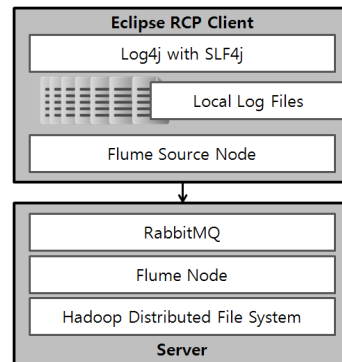 Eclipse RCP Client
Log4j with SLF4j
Local Log Files
Flume Source Node
RabbitMQ
Flume Node
Hadoop Distributed File System
Server